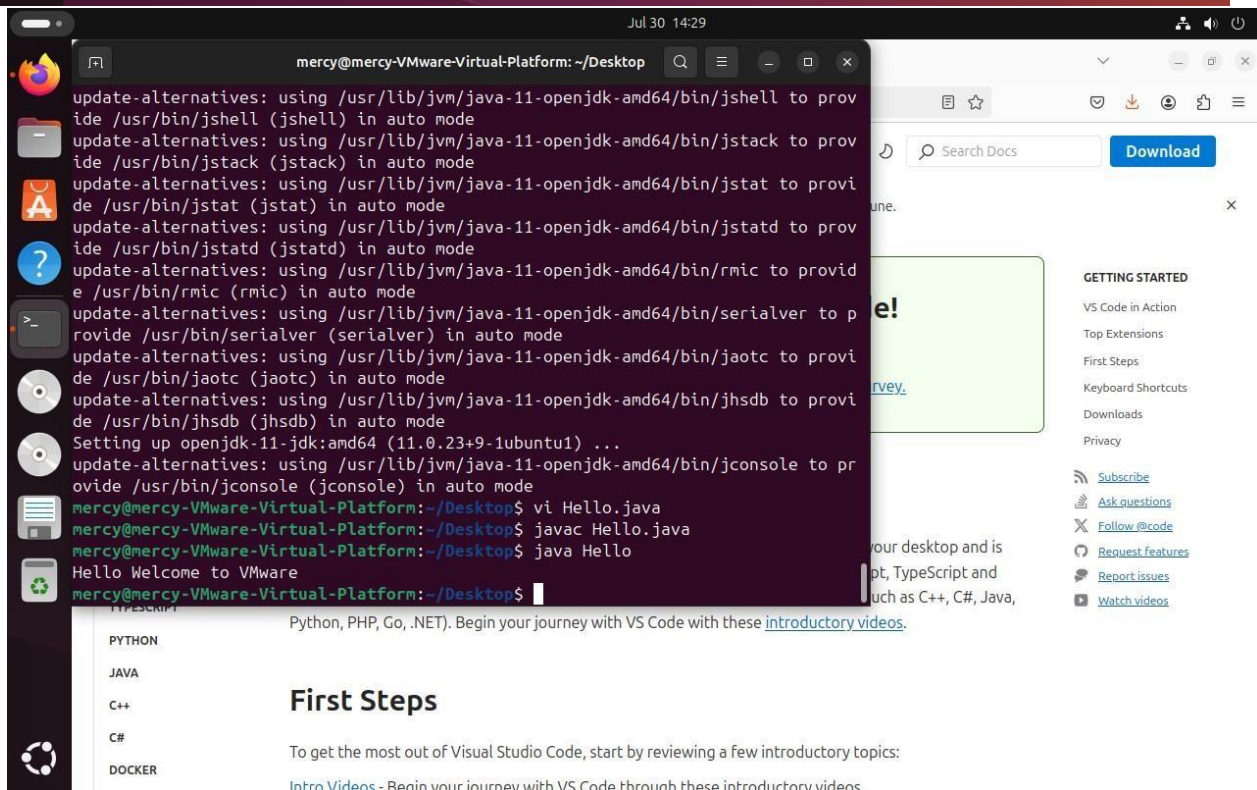 Jul 30 14:29
mercy@mercy-VMware-Virtual-Platform: ~/Desktop
update-alternatives: using /usr/lib/jvm/java-11-openjdk-amd64/bin/jshell to prov
ide /usr/bin/jshell (jshell) in auto mode
update-alternatives: using /usr/lib/jvm/java-11-openjdk-amd64/bin/jstack to prov
ide /usr/bin/jstack (jstack) in auto mode
update-alternatives: using /usr/lib/jvm/java-11-openjdk-amd64/bin/jstat to provi
de /usr/bin/jstat (jstat) in auto mode
update-alternatives: using /usr/lib/jvm/java-11-openjdk-amd64/bin/jstatd to prov
ide /usr/bin/jstatd (jstatd) in auto mode
update-alternatives: using /usr/lib/jvm/java-11-openjdk-amd64/bin/rmic to provid
e /usr/bin/rmic (rmic) in auto mode
update-alternatives: using /usr/lib/jvm/java-11-openjdk-amd64/bin/serialver to p
rovide /usr/bin/serialver (serialver) in auto mode
update-alternatives: using /usr/lib/jvm/java-11-openjdk-amd64/bin/jaotc to provi
de /usr/bin/jaotc (jaotc) in auto mode
update-alternatives: using /usr/lib/jvm/java-11-openjdk-amd64/bin/jhsdb to provi
de /usr/bin/jhsdb (jhsdb) in auto mode
Setting up openjdk-11-jdk:amd64 (11.0.23+9-1ubuntu1) ...
update-alternatives: using /usr/lib/jvm/java-11-openjdk-amd64/bin/jconsole to pr
ovide /usr/bin/jconsole (jconsole) in auto mode
mercy@mercy-VMware-Virtual-Platform:~/Desktop$ vi Hello.java
mercy@mercy-VMware-Virtual-Platform:~/Desktop$ javac Hello.java
mercy@mercy-VMware-Virtual-Platform:~/Desktop$ java Hello
Hello Welcome to VMware
mercy@mercy-VMware-Virtual-Platform:~/Desktop$
Search Docs
Download
une.
e!
rvey.
GETTING STARTED
VS Code in Action
Top Extensions
First Steps
Keyboard Shortcuts
Downloads
Privacy
Subscribe
Ask questions
Follow @code
Request features
Report issues
Watch videos
your desktop and is
pt, TypeScript and
uch as C++, C#, Java,
Python, PHP, Go, .NET). Begin your journey with VS Code with these introductory videos.
TYPESCRIPT
PYTHON
JAVA
C++
C#
DOCKER
First Steps
To get the most out of Visual Studio Code, start by reviewing a few introductory topics:
Intro Videos - Begin your journey with VS Code through these introductory videos.